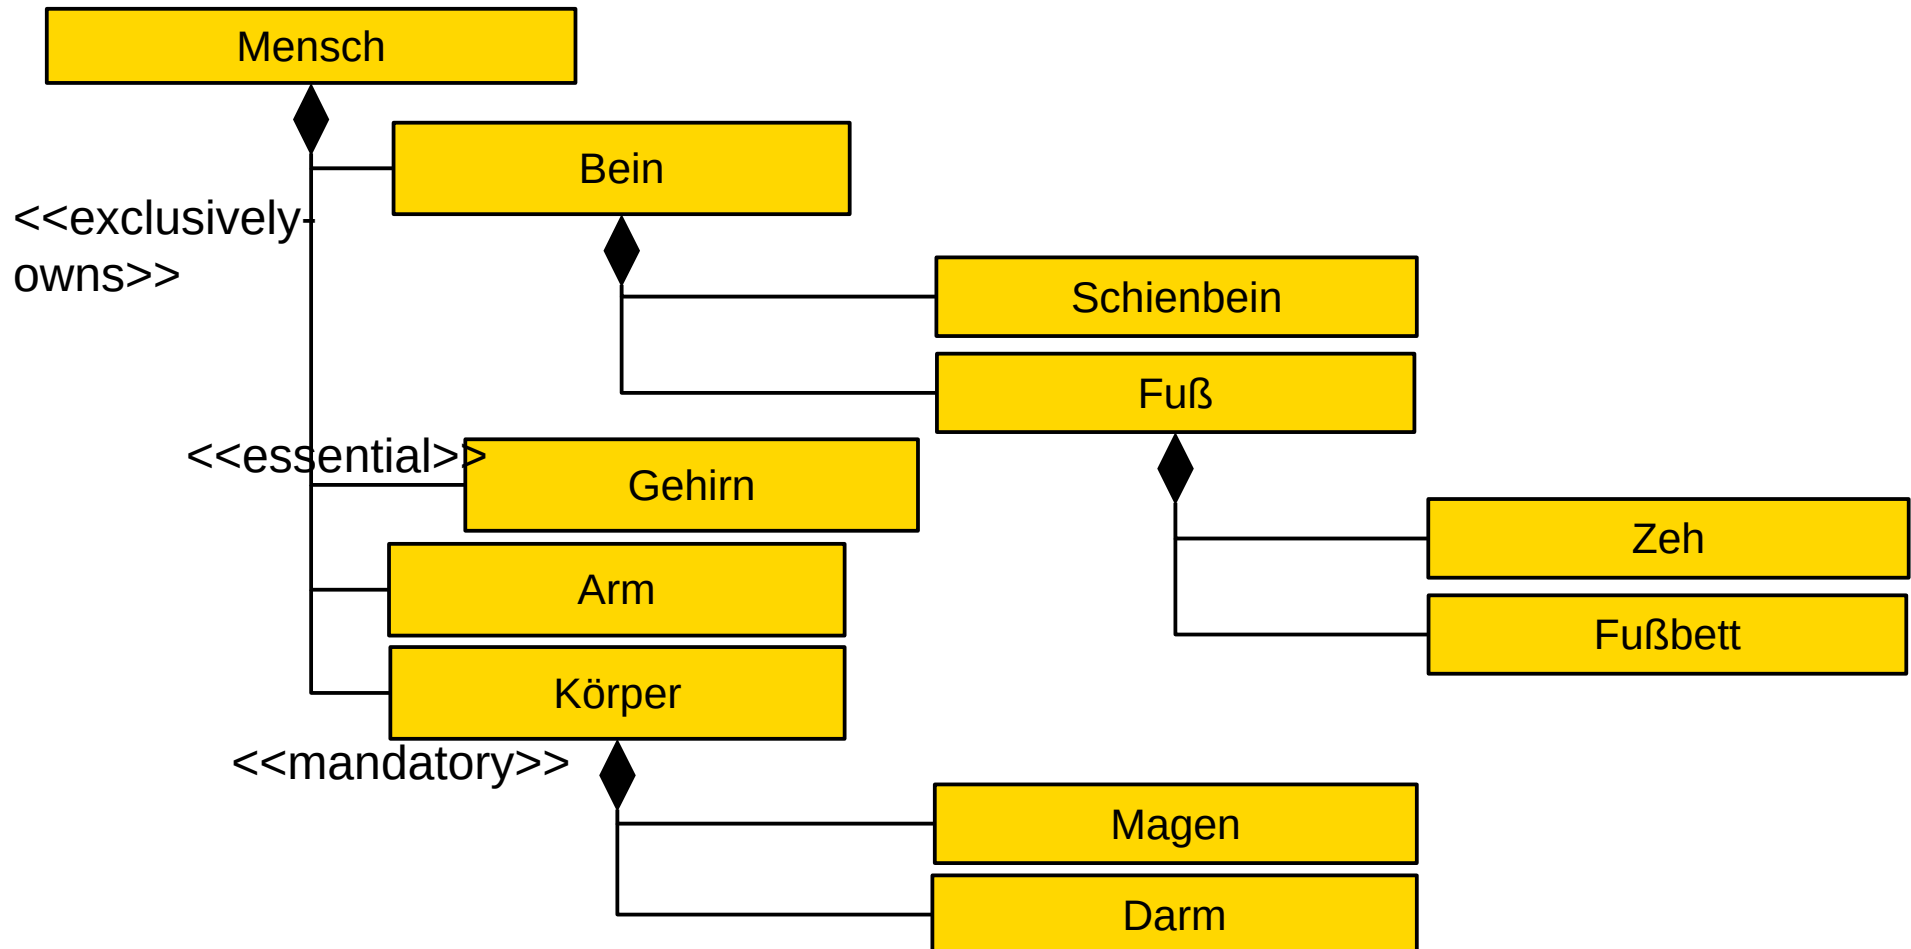 Mensch
Bein
<<exclusively-
owns>>
Schienbein
Fuß
<<essential>>
Gehirn
Zeh
Arm
Fußbett
Körper
<<mandatory>>
Magen
Darm